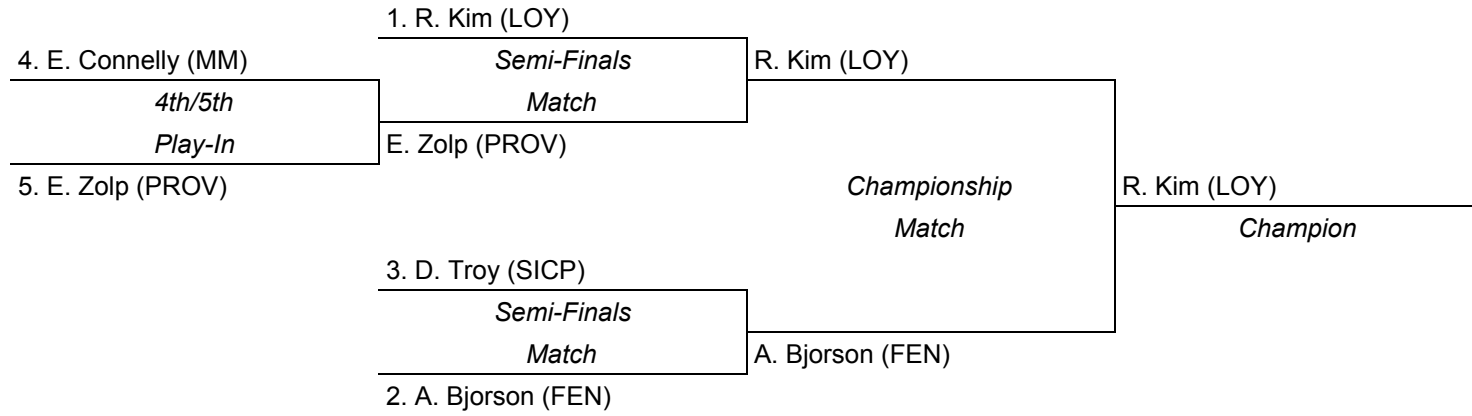 1. R. Kim (LOY)
4. E. Connelly (MM)
Semi-Finals
R. Kim (LOY)
4th/5th
Match
Play-In
E. Zolp (PROV)
5. E. Zolp (PROV)
Championship
R. Kim (LOY)
Match
Champion
3. D. Troy (SICP)
Semi-Finals
Match
A. Bjorson (FEN)
2. A. Bjorson (FEN)